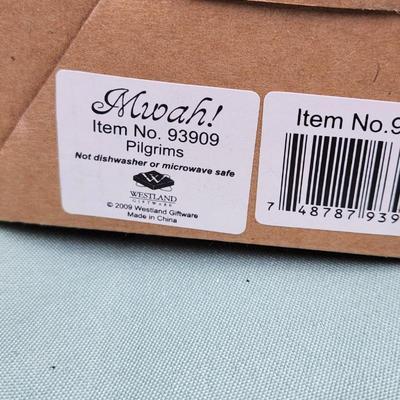 Mwah!
Item No. 93909
Pilgrims
Not dishwasher or microwave safe
W
WESTLAND
GIFTWARE
© 2009 Westland Giftware
Made in China
Item No.9
7 48787 939